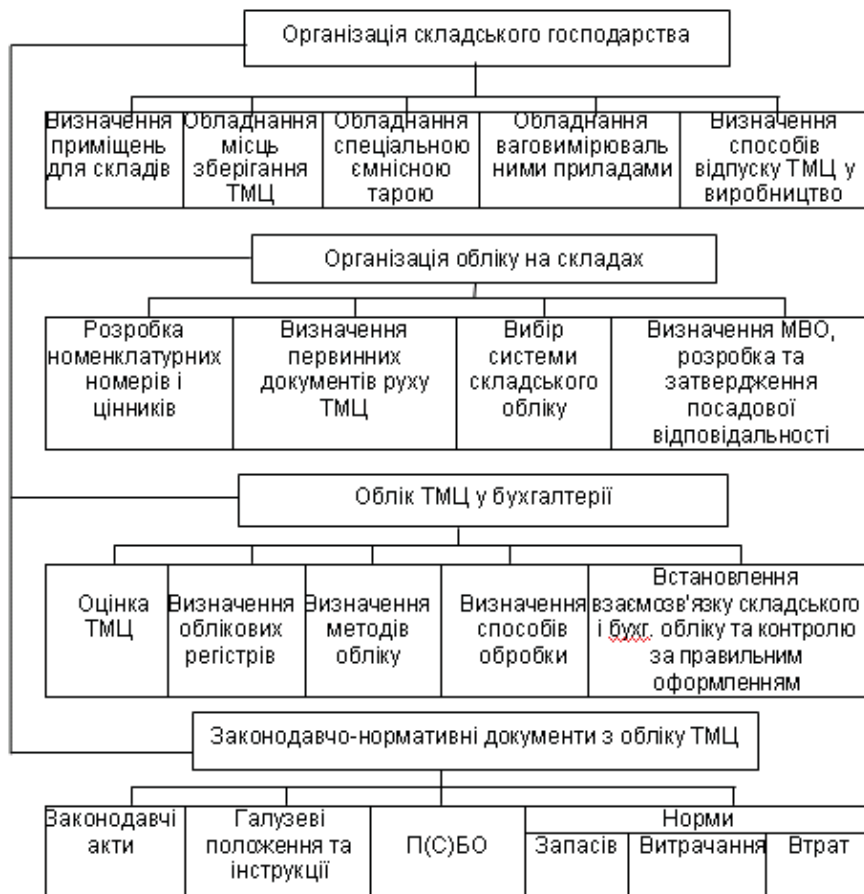 Організація складського господарства
Визначення
приміщень
для складів
Обладнання
місць
зберігання
ТМЦ
Обладнання
спеціальною
ємнісною
тарою
Обладнання
ваговимірюваль
ними приладами
Визначення
способів
відпуску ТМЦ у
виробництво
Організація обліку на складах
Розробка
номенклатурних
номерів і
цінників
Визначення
первинних
документів руху
ТМЦ
Вибір
системи
складського
обліку
Визначення МВО,
розробка та
затвердження
посадової
відповідальності
Облік ТМЦ у бухгалтерії
Оцінка
ТМЦ
Визначення
облікових
регістрів
Визначення
методів
обліку
Визначення
способів
обробки
Встановлення
взаємозв'язку складського
і бухг. обліку та контролю
за правильним
оформленням
Законодавчо-нормативні документи з обліку ТМЦ
Законодавчі
акти
Галузеві
положення та
інструкції
П(С)БО
Норми
Запасів
Витрачання
Втрат